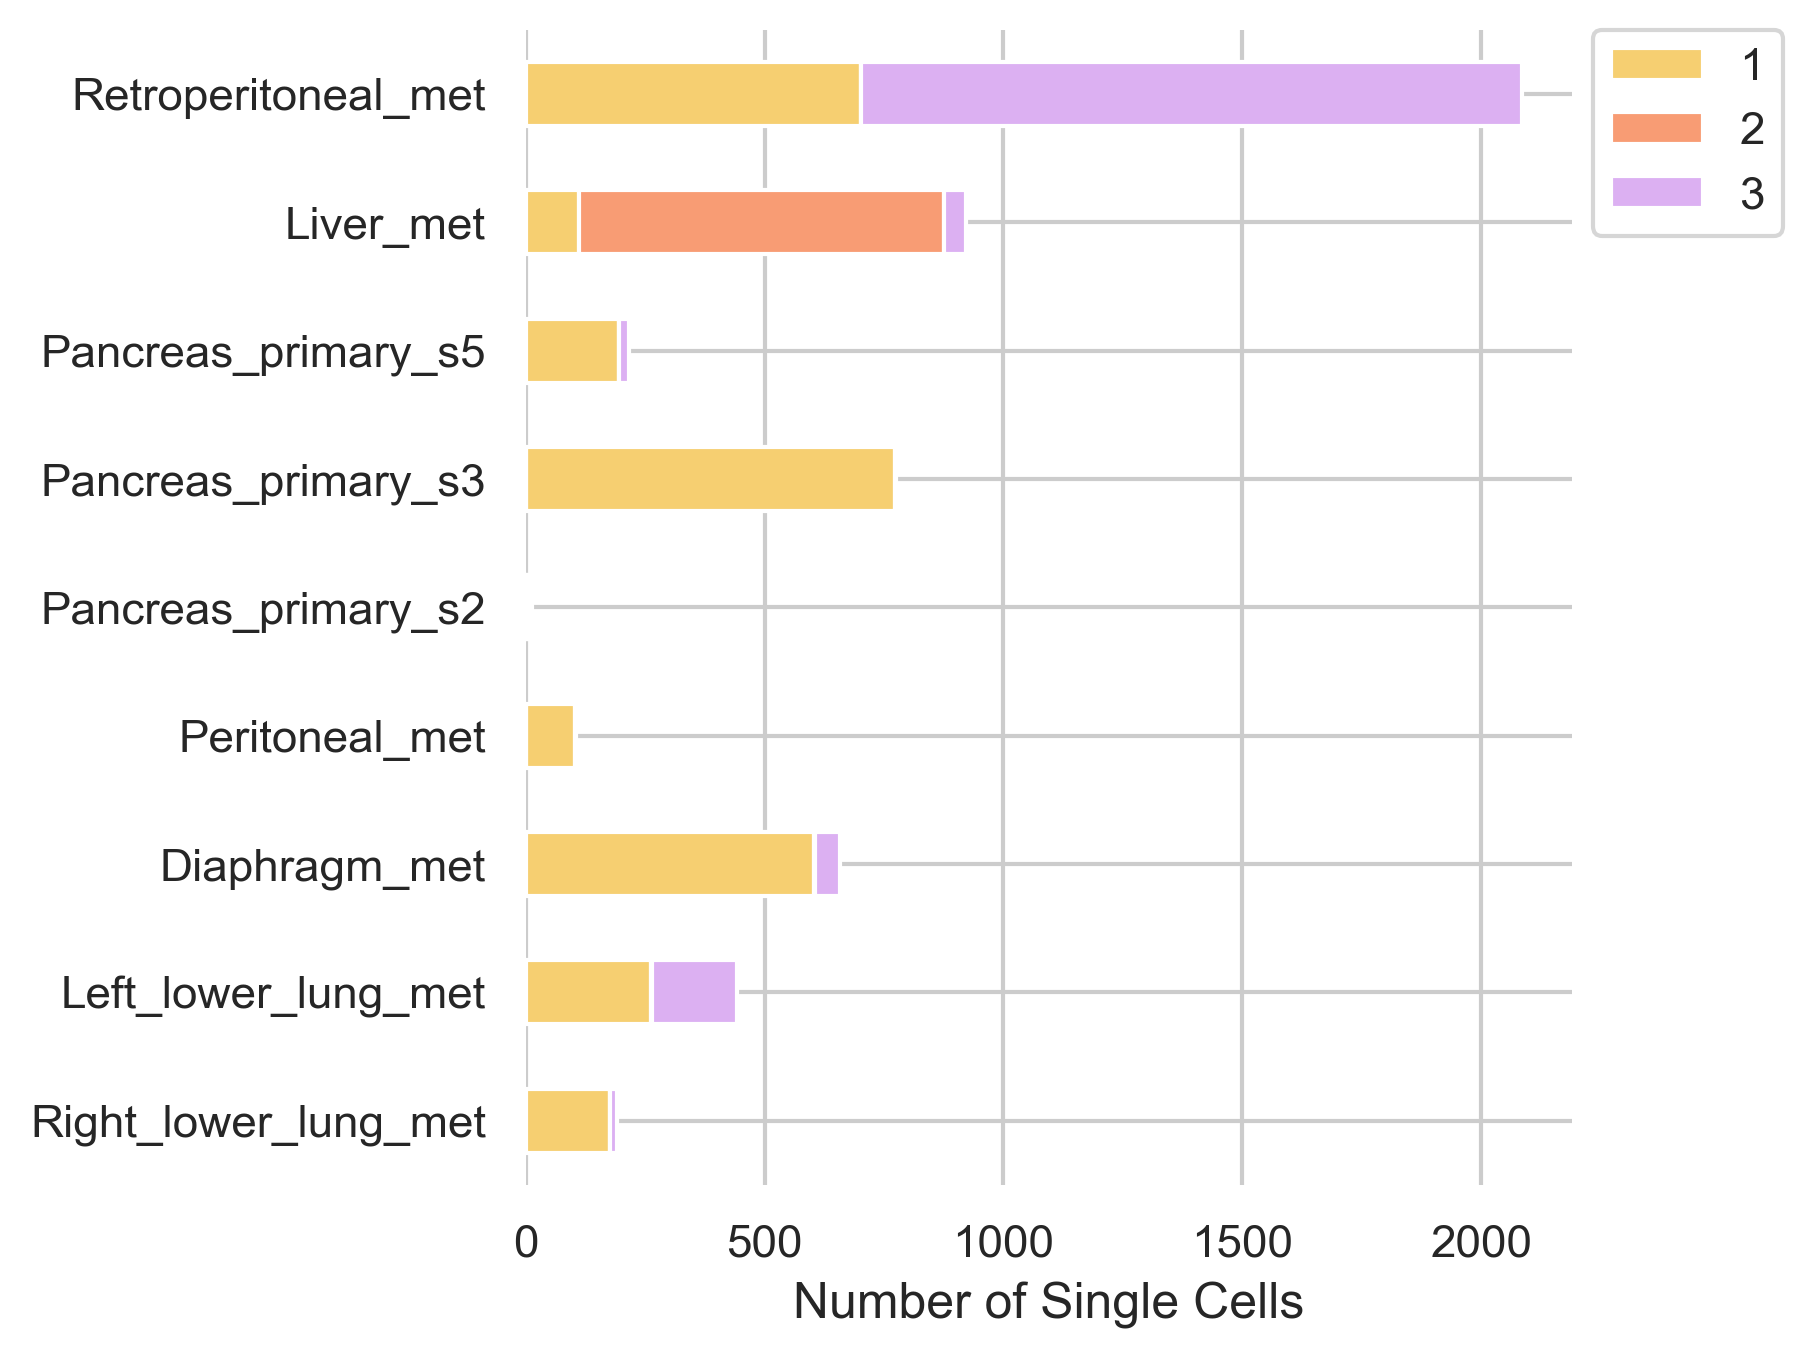 Retroperitoneal_met
Liver_met
Pancreas_primary_s5
Pancreas_primary_s3
Pancreas_primary_s2
Peritoneal_met
Diaphragm_met
Left_lower_lung_met
Right_lower_lung_met
0 500 1000 1500 2000
Number of Single Cells
1
2
3